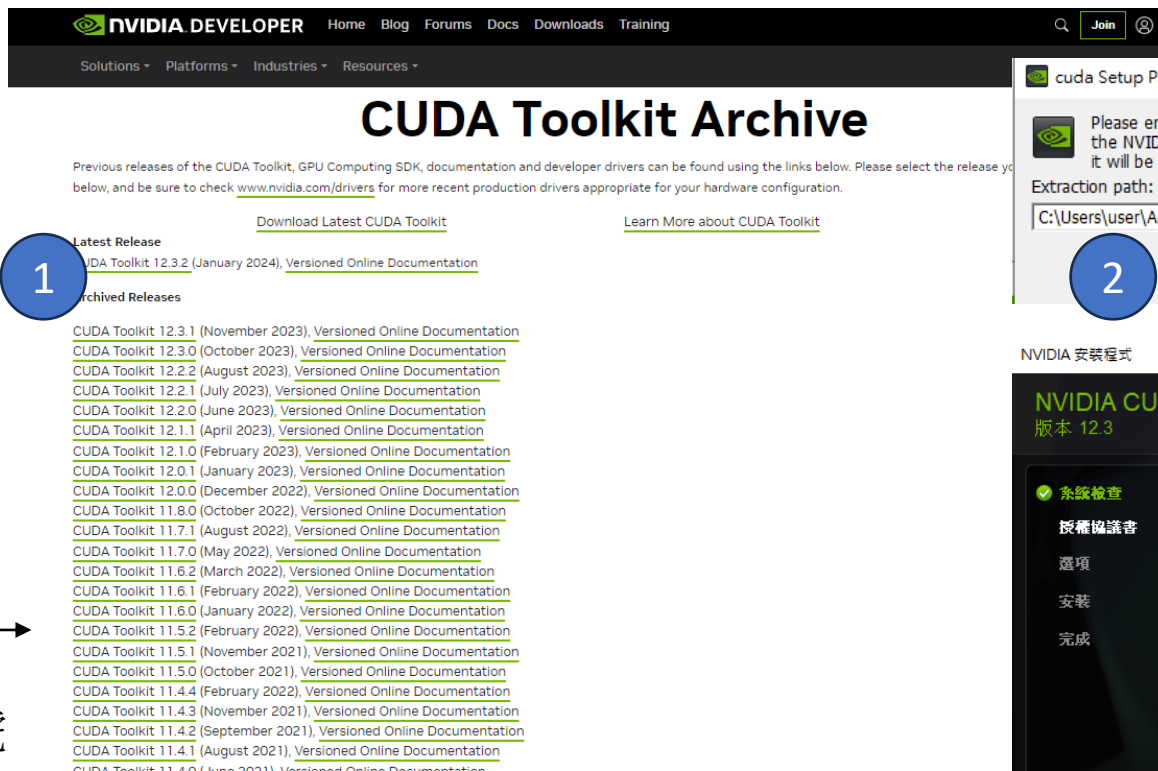 NVIDIA DEVELOPER Home Blog Forums Docs Downloads Training Join
Solutions Platforms Industries Resources
CUDA Toolkit Archive
Previous releases of the CUDA Toolkit, GPU Computing SDK, documentation and developer drivers can be found using the links below. Please select the release
below, and be sure to check www.nvidia.com/drivers for more recent production drivers appropriate for your hardware configuration.
Download Latest CUDA Toolkit Learn More about CUDA Toolkit
Latest Release
CUDA Toolkit 12.3.2 (January 2024), Versioned Online Documentation
1
Archived Releases
CUDA Toolkit 12.3.1 (November 2023), Versioned Online Documentation
CUDA Toolkit 12.3.0 (October 2023), Versioned Online Documentation
CUDA Toolkit 12.2.2 (August 2023), Versioned Online Documentation
CUDA Toolkit 12.2.1 (July 2023), Versioned Online Documentation
CUDA Toolkit 12.2.0 (June 2023), Versioned Online Documentation
CUDA Toolkit 12.1.1 (April 2023), Versioned Online Documentation
CUDA Toolkit 12.1.0 (February 2023), Versioned Online Documentation
CUDA Toolkit 12.0.1 (January 2023), Versioned Online Documentation
CUDA Toolkit 12.0.0 (December 2022), Versioned Online Documentation
CUDA Toolkit 11.8.0 (October 2022), Versioned Online Documentation
CUDA Toolkit 11.7.1 (August 2022), Versioned Online Documentation
CUDA Toolkit 11.7.0 (May 2022), Versioned Online Documentation
CUDA Toolkit 11.6.2 (March 2022), Versioned Online Documentation
CUDA Toolkit 11.6.1 (February 2022), Versioned Online Documentation
CUDA Toolkit 11.6.0 (January 2022), Versioned Online Documentation
CUDA Toolkit 11.5.2 (February 2022), Versioned Online Documentation
CUDA Toolkit 11.5.1 (November 2021), Versioned Online Documentation
CUDA Toolkit 11.5.0 (October 2021), Versioned Online Documentation
CUDA Toolkit 11.4.4 (February 2022), Versioned Online Documentation
CUDA Toolkit 11.4.3 (November 2021), Versioned Online Documentation
CUDA Toolkit 11.4.2 (September 2021), Versioned Online Documentation
CUDA Toolkit 11.4.1 (August 2021), Versioned Online Documentation
CUDA Toolkit 11.4.0 (June 2021), Versioned Online Documentation
cuda Setup P
Please en
the NVID
it will be
Extraction path:
C:\Users\user\A
2
NVIDIA 安裝程式
NVIDIA CU
版本 12.3
系統檢查
授權協議書
選項
安裝
完成